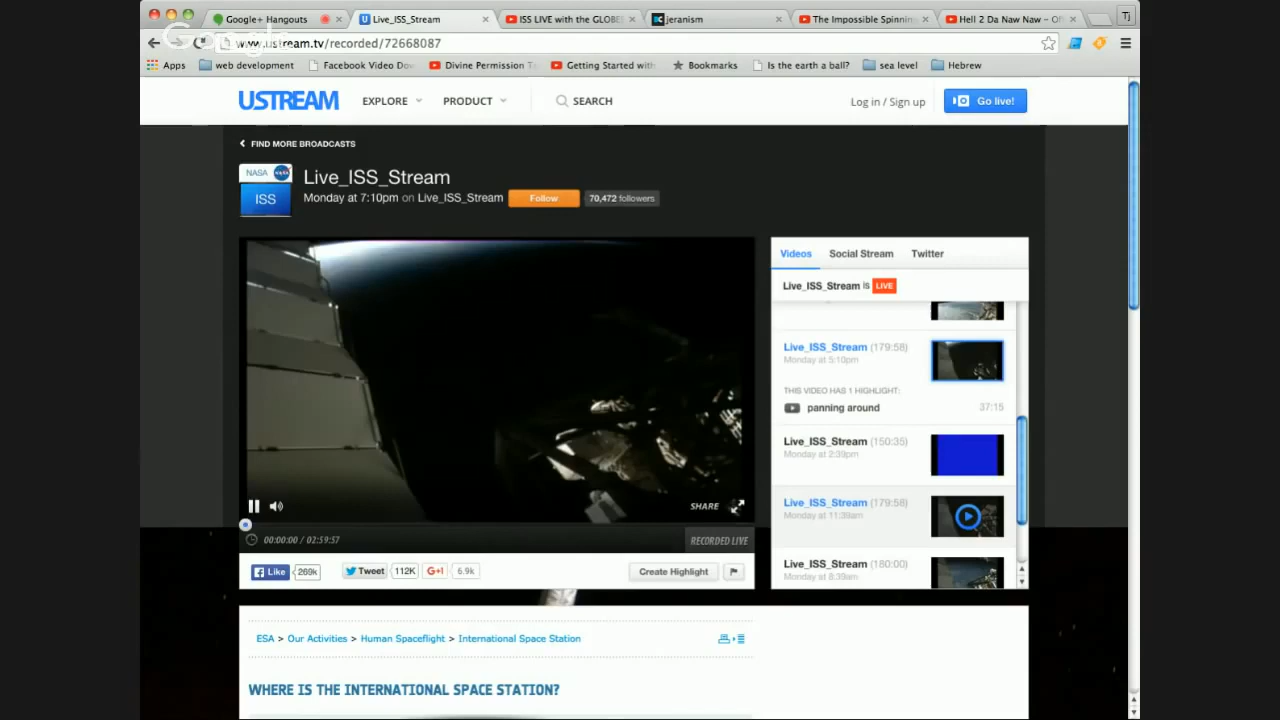 Google+ Hangouts
Live_ISS_Stream
ISS LIVE with the GLOBE
jeranism
The Impossible Spinnin
Hell 2 Da Naw Naw – Of
Tj
Google
www.ustream.tv/recorded/72668087
Apps
web development
Facebook Video Dow
Divine Permission T
Getting Started with
Bookmarks
Is the earth a ball?
sea level
Hebrew
USTREAM
EXPLORE
PRODUCT
SEARCH
Log in / Sign up
Go live!
FIND MORE BROADCASTS
NASA
ISS
Live_ISS_Stream
Monday at 7:10pm on Live_ISS_Stream
Follow
70,472 followers
Videos
Social Stream
Twitter
Live_ISS_Stream is LIVE
Live_ISS_Stream (179:58)
Monday at 5:10pm
THIS VIDEO HAS 1 HIGHLIGHT:
panning around 37:15
Live_ISS_Stream (150:35)
Monday at 2:39pm
Live_ISS_Stream (179:58)
Monday at 11:39am
Live_ISS_Stream (180:00)
Monday at 8:39am
SHARE
00:00:00 / 02:59:57
RECORDED LIVE
Like 269k
Tweet 112K
G+1 6.9k
Create Highlight
ESA > Our Activities > Human Spaceflight > International Space Station
WHERE IS THE INTERNATIONAL SPACE STATION?